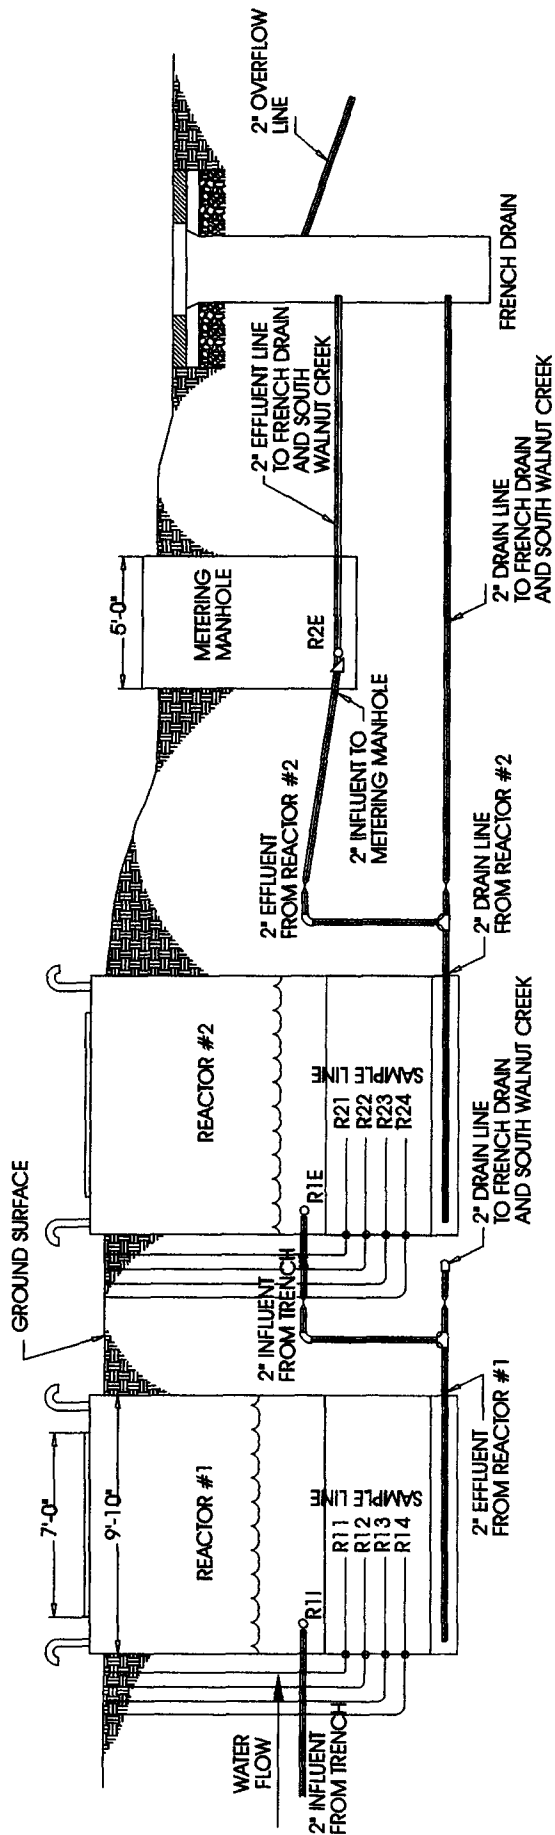 GROUND SURFACE
7'-0"
9'-10"
REACTOR #1
WATER
FLOW
2" INFLUENT
FROM TRENCH
R1I
SAMPLE LINE
R11
R12
R13
R14
2" EFFLUENT
FROM REACTOR #1
2" INFLUENT
FROM TRENCH
R1E
REACTOR #2
SAMPLE LINE
R21
R22
R23
R24
2" DRAIN LINE
TO FRENCH DRAIN
AND SOUTH WALNUT CREEK
2" DRAIN LINE
FROM REACTOR #2
2" EFFLUENT
FROM REACTOR #2
2" INFLUENT TO
METERING MANHOLE
5'-0"
METERING
MANHOLE
R2E
2" EFFLUENT LINE
TO FRENCH DRAIN
AND SOUTH
WALNUT CREEK
2" DRAIN LINE
TO FRENCH DRAIN
AND SOUTH WALNUT CREEK
2" OVERFLOW
LINE
FRENCH DRAIN